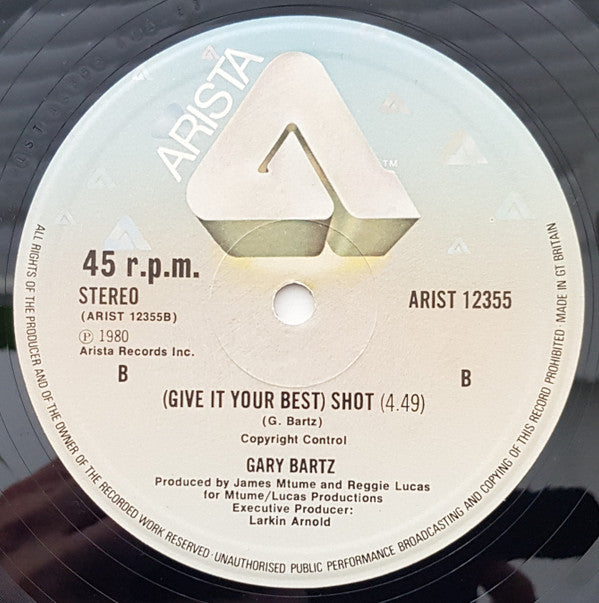 ARISTA
TM
45 r.p.m.
STEREO
(ARIST 12355B)
Ⓟ 1980
Arista Records Inc.
B
ARIST 12355
B
(GIVE IT YOUR BEST) SHOT (4.49)
(G. Bartz)
Copyright Control
GARY BARTZ
Produced by James Mtume and Reggie Lucas
for Mtume/Lucas Productions
Executive Producer:
Larkin Arnold
ALL RIGHTS OF THE PRODUCER AND OF THE OWNER OF THE RECORDED WORK RESERVED · UNAUTHORISED PUBLIC PERFORMANCE BROADCASTING AND COPYING OF THIS RECORD PROHIBITED · MADE IN GT BRITAIN